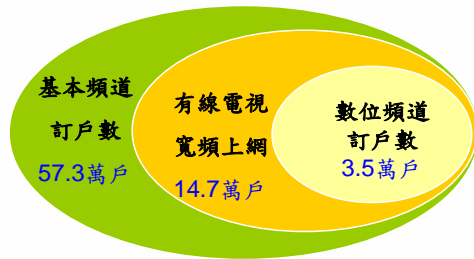 基本頻道
訂戶數
57.3萬戶
有線電視
寬頻上網
14.7萬戶
數位頻道
訂戶數
3.5萬戶